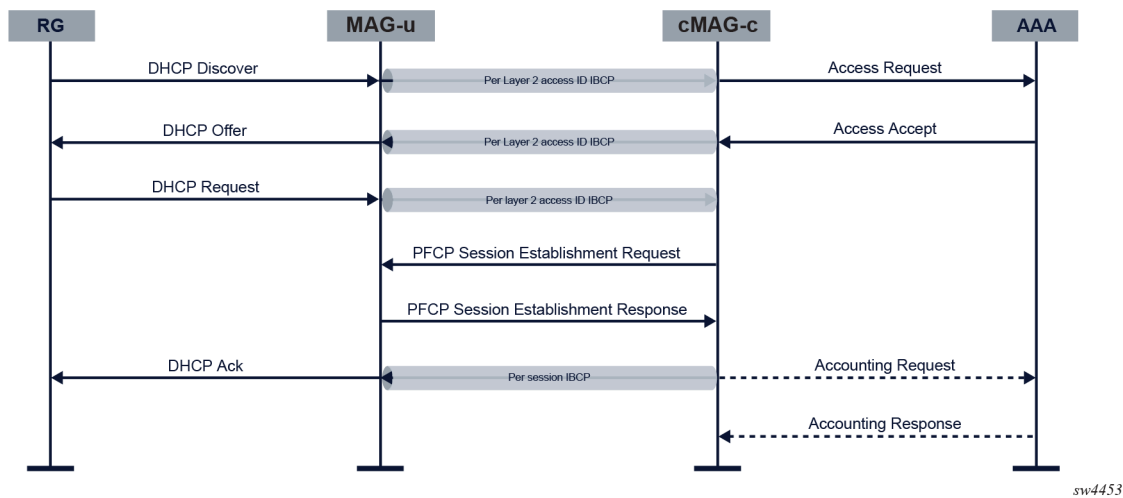 RG
MAG-u
cMAG-c
AAA
DHCP Discover
Per Layer 2 access ID IBCP
Access Request
DHCP Offer
Per Layer 2 access ID IBCP
Access Accept
DHCP Request
Per layer 2 access ID IBCP
PFCP Session Establishment Request
PFCP Session Establishment Response
DHCP Ack
Per session IBCP
Accounting Request
Accounting Response
sw4453